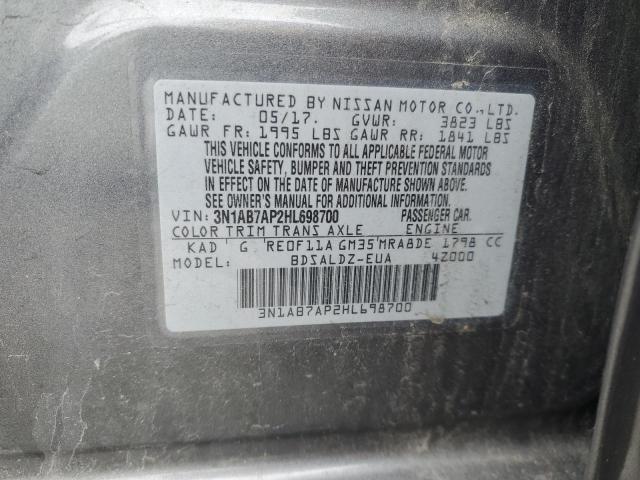 MANUFACTURED BY NISSAN MOTOR CO., LTD.
DATE: 05/17. GVWR: 3823 LBS
GAWR FR: 1995 LBS GAWR RR: 1841 LBS
THIS VEHICLE CONFORMS TO ALL APPLICABLE FEDERAL MOTOR
VEHICLE SAFETY, BUMPER AND THEFT PREVENTION STANDARDS
IN EFFECT ON THE DATE OF MANUFACTURE SHOWN ABOVE.
SEE OWNER'S MANUAL FOR ADDITIONAL INFORMATION.
VIN: 3N1AB7AP2HL698700 PASSENGER CAR.
COLOR TRIM TRANS AXLE ENGINE
KAD G RE0F11A GM35 MRA8DE 1798 CC
MODEL: BDSALDZ-EUA 4Z000
3N1AB7AP2HL698700